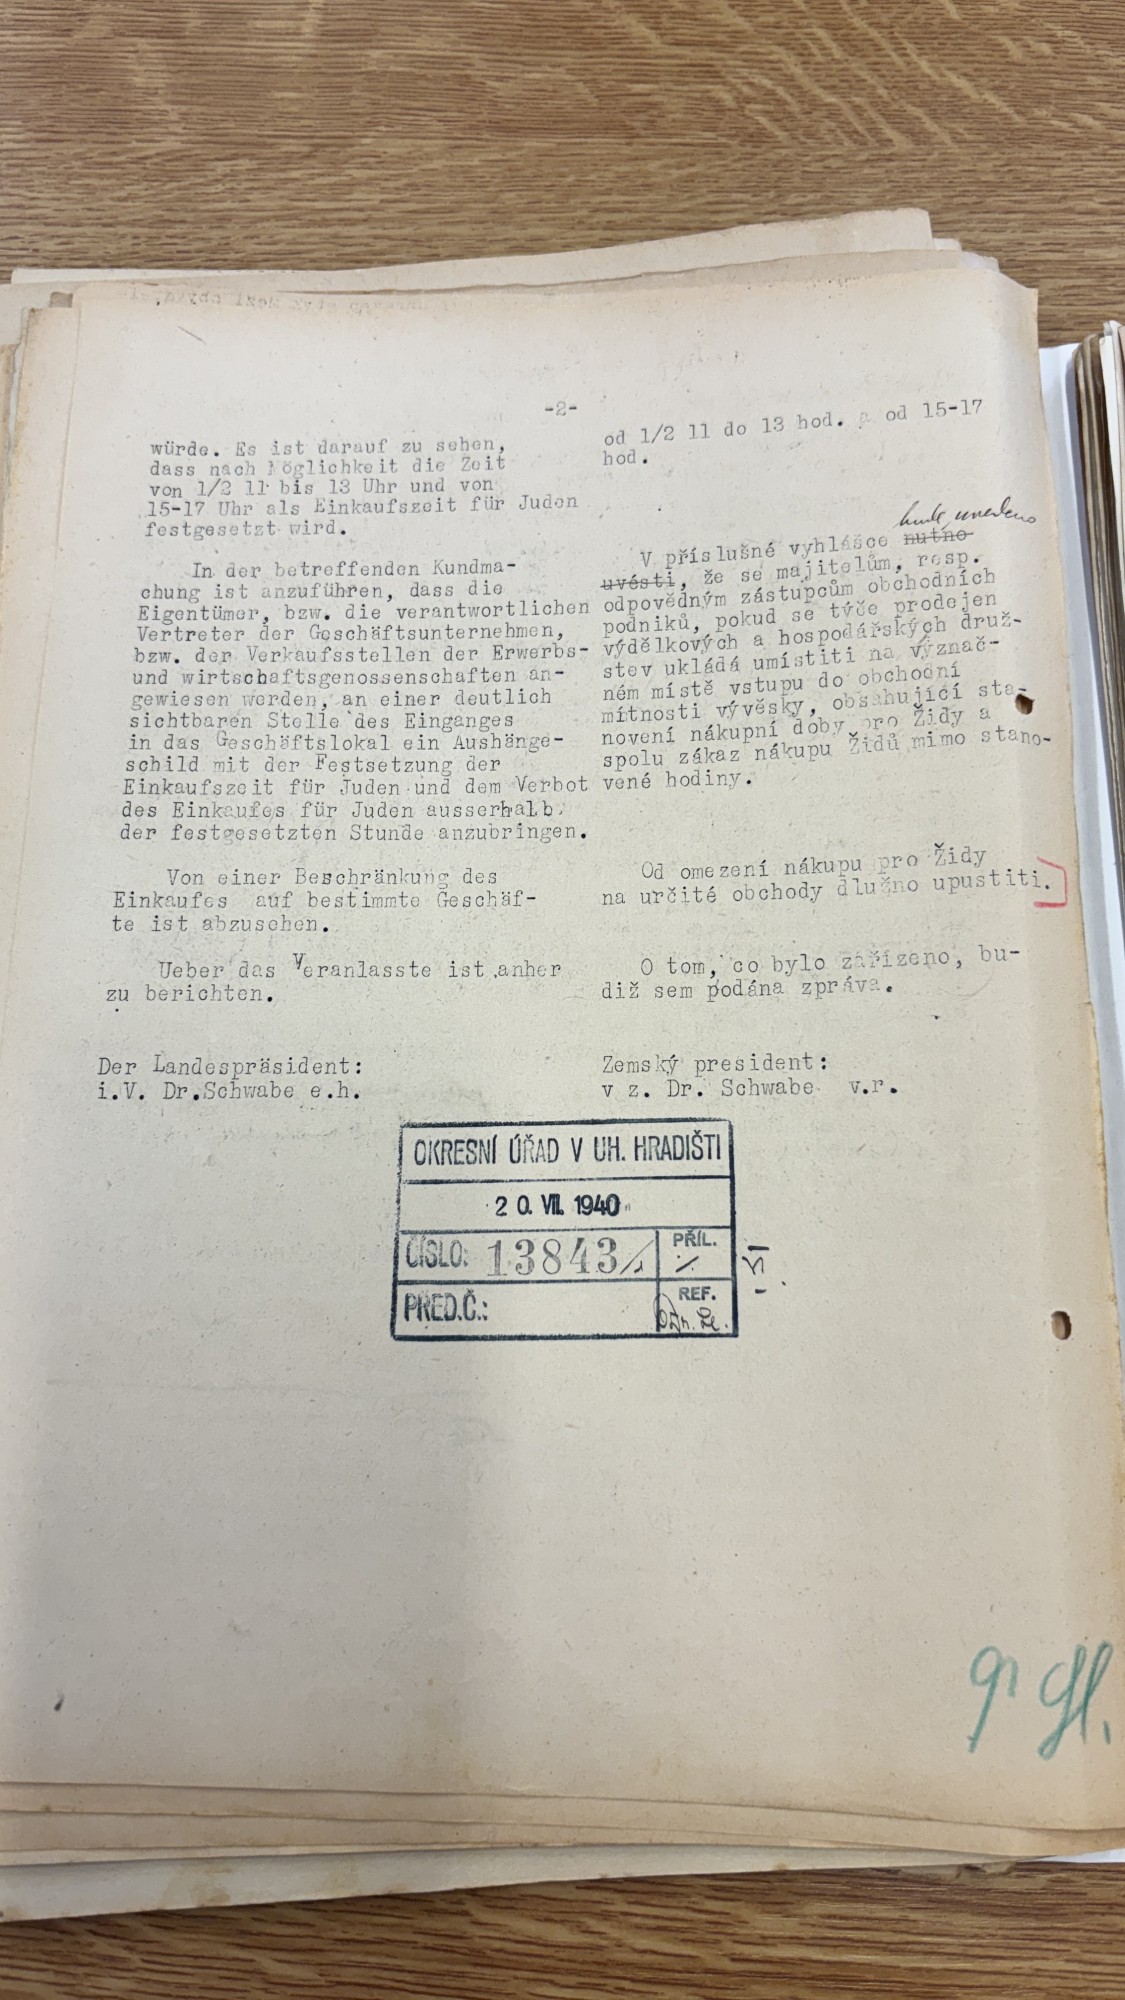 -2-
würde. Es ist darauf zu sehen,
dass nach Möglichkeit die Zeit
von 1/2 11 bis 13 Uhr und von
15-17 Uhr als Einkaufszeit für Juden
festgesetzt wird.
In der betreffenden Kundma-
chung ist anzuführen, dass die
Eigentümer, bzw. die verantwortlichen
Vertreter der Geschäftsunternehmen,
bzw. der Verkaufsstellen der Erwerbs-
und wirtschaftsgenossenschaften an-
gewiesen werden, an einer deutlich
sichtbaren Stelle des Einganges
in das Geschäftslokal ein Aushänge-
schild mit der Festsetzung der
Einkaufszeit für Juden und dem Verbot
des Einkaufes für Juden ausserhalb
der festgesetzten Stunde anzubringen.
Von einer Beschränkung des
Einkaufes auf bestimmte Geschäf-
te ist abzusehen.
Ueber das Veranlasste ist anher
zu berichten.
Der Landespräsident:
i.V. Dr.Schwabe e.h.
od 1/2 11 do 13 hod. a od 15-17
hod.
bude uvedeno
V příslušné vyhlášce nutno
uvésti, že se majitelům, resp.
odpovědným zástupcům obchodních
podniků, pokud se týče prodejen
výdělkových a hospodářských druž-
stev ukládá umístiti na význač-
ném místě vstupu do obchodní
mítnosti vývěsky, obsahující sta-
novení nákupní doby pro Židy a
spolu zákaz nákupu Židů mimo stano-
vené hodiny.
Od omezení nákupu pro Židy
na určité obchody dlužno upustiti.
O tom, co bylo zařízeno, bu-
diž sem podána zpráva.
Zemský president:
v z. Dr. Schwabe v.r.
OKRESNÍ ÚŘAD V UH. HRADIŠTI
20. VII. 1940
ČÍSLO: 13843/1
PŘÍL.
PŘED.Č.:
REF.